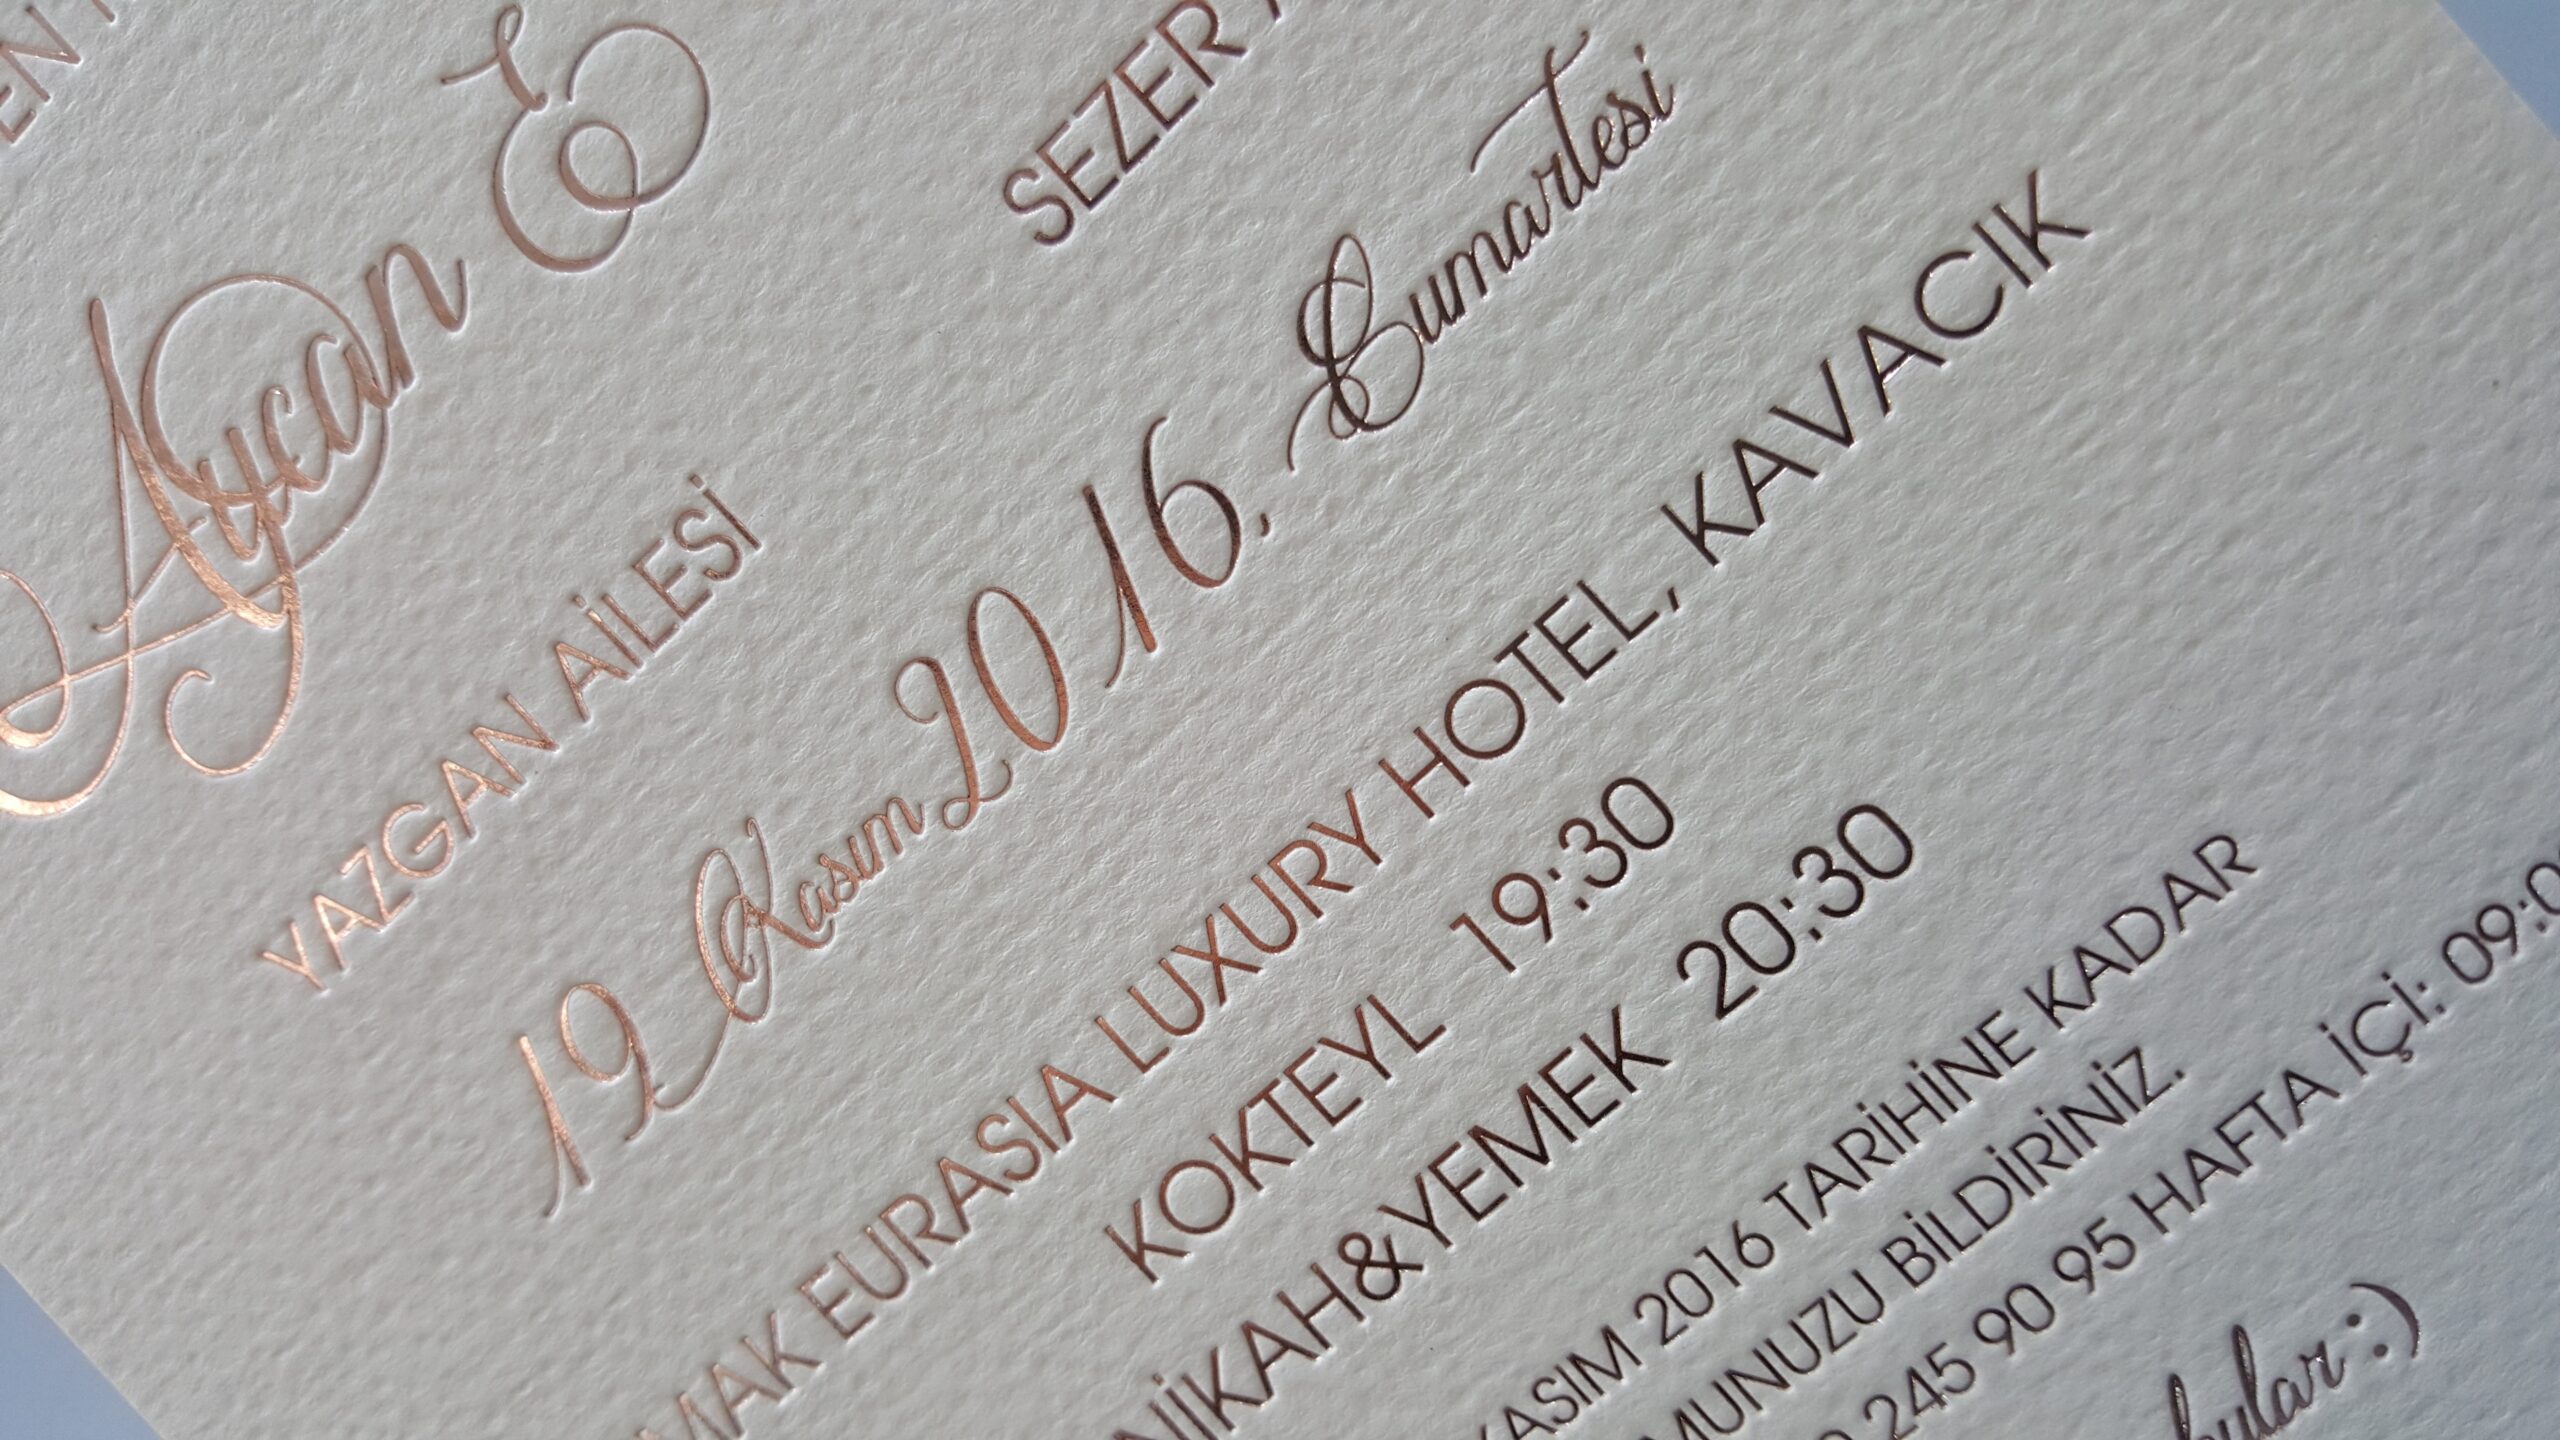 Aycan &
YAZGAN AİLESİ
SEZER
19 Kasım 2016, Cumartesi
EURASIA LUXURY HOTEL, KAVACIK
KOKTEYL 19:30
NİKAH&YEMEK 20:30
KASIM 2016 TARİHİNE KADAR
BİLDİRİNİZ.
245 90 95 HAFTA İÇİ:
:)